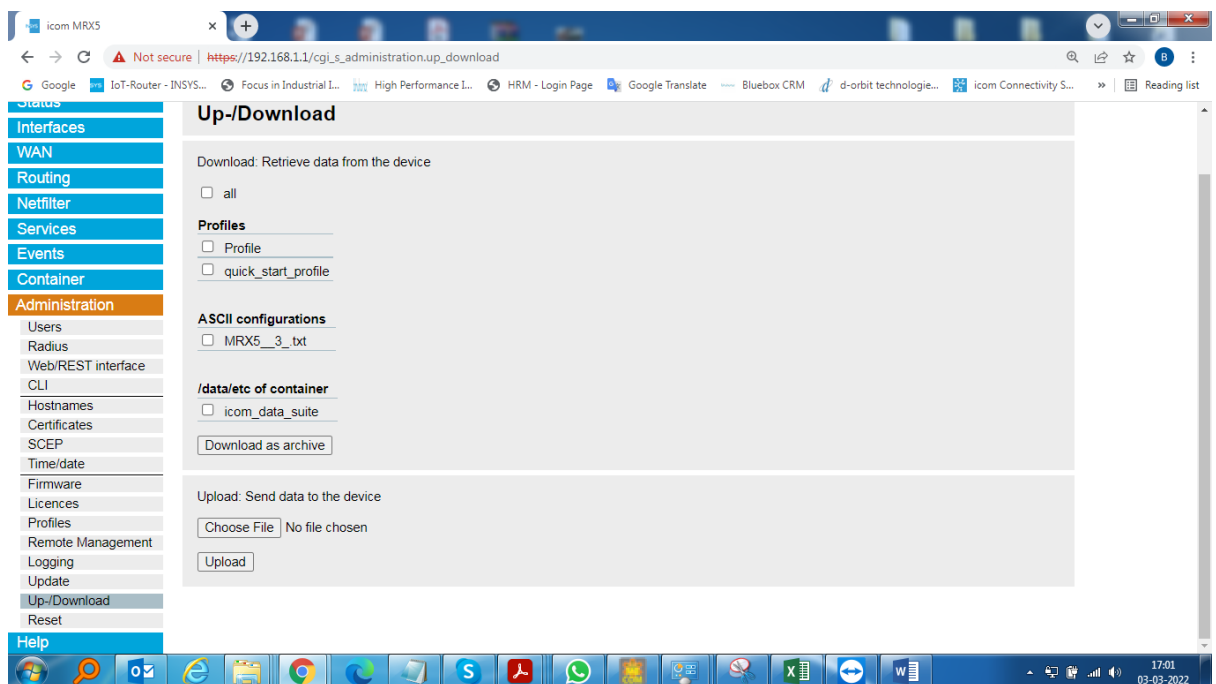 icom MRX5
Not secure | https://192.168.1.1/cgi_s_administration.up_download
B
Google
IoT-Router - INSYS...
Focus in Industrial I...
High Performance I...
HRM - Login Page
Google Translate
Bluebox CRM
d-orbit technologie...
icom Connectivity S...
»
Reading list
Status
Interfaces
WAN
Routing
Netfilter
Services
Events
Container
Administration
Users
Radius
Web/REST interface
CLI
Hostnames
Certificates
SCEP
Time/date
Firmware
Licences
Profiles
Remote Management
Logging
Update
Up-/Download
Reset
Help
Up-/Download
Download: Retrieve data from the device
all
Profiles
Profile
quick_start_profile
ASCII configurations
MRX5__3_.txt
/data/etc of container
icom_data_suite
Download as archive
Upload: Send data to the device
Choose File No file chosen
Upload
17:01
03-03-2022